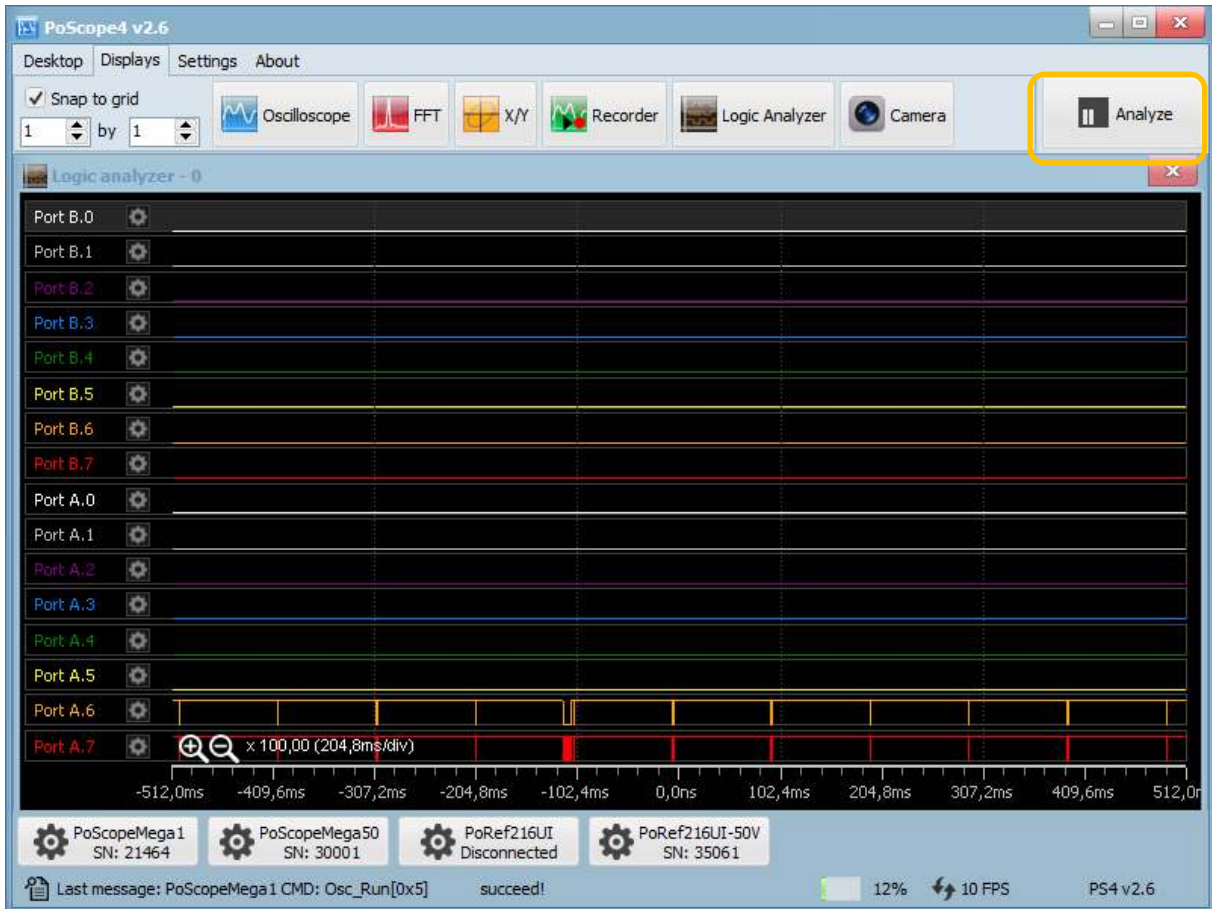 PoScope4 v2.6
Desktop Displays Settings About
Snap to grid
1 by 1
Oscilloscope
FFT
X/Y
Recorder
Logic Analyzer
Camera
Analyze
Logic analyzer - 0
Port B.0
Port B.1
Port B.2
Port B.3
Port B.4
Port B.5
Port B.6
Port B.7
Port A.0
Port A.1
Port A.2
Port A.3
Port A.4
Port A.5
Port A.6
Port A.7
x 100,00 (204,8ms/div)
-512,0ms -409,6ms -307,2ms -204,8ms -102,4ms 0,0ms 102,4ms 204,8ms 307,2ms 409,6ms 512,0
PoScopeMega1
SN: 21464
PoScopeMega50
SN: 30001
PoRef216UI
Disconnected
PoRef216UI-50V
SN: 35061
Last message: PoScopeMega1 CMD: Osc_Run[0x5] succeed! 12% 10 FPS PS4 v2.6